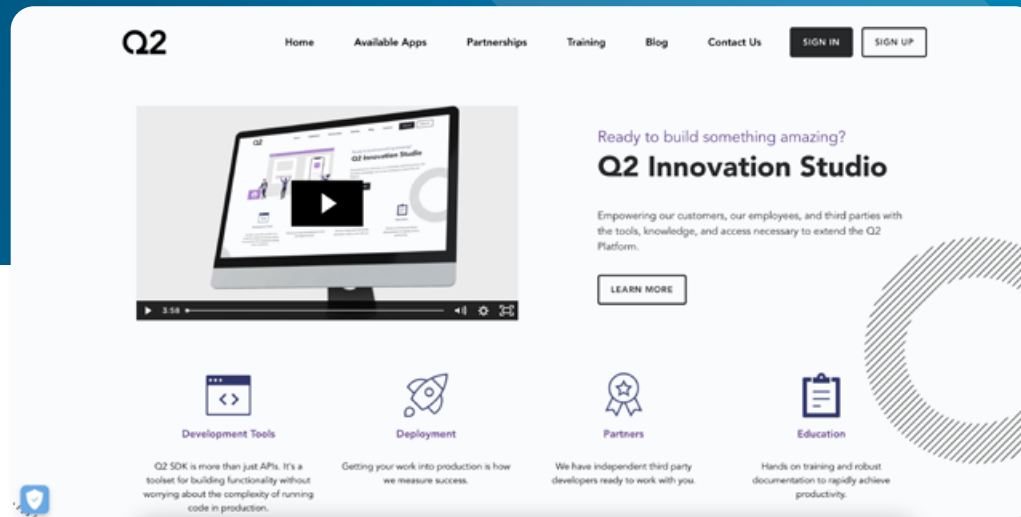 Q2
Home Available Apps Partnerships Training Blog Contact Us SIGN IN SIGN UP
Q2
Q2 Innovation Studio
3:58
Ready to build something amazing?
Q2 Innovation Studio
Empowering our customers, our employees, and third parties with
the tools, knowledge, and access necessary to extend the Q2
Platform.
LEARN MORE
Development Tools
Q2 SDK is more than just APIs. It's a
toolset for building functionality without
worrying about the complexity of running
code in production.
Deployment
Getting your work into production is how
we measure success.
Partners
We have independent third party
developers ready to work with you.
Education
Hands on training and robust
documentation to rapidly achieve
productivity.